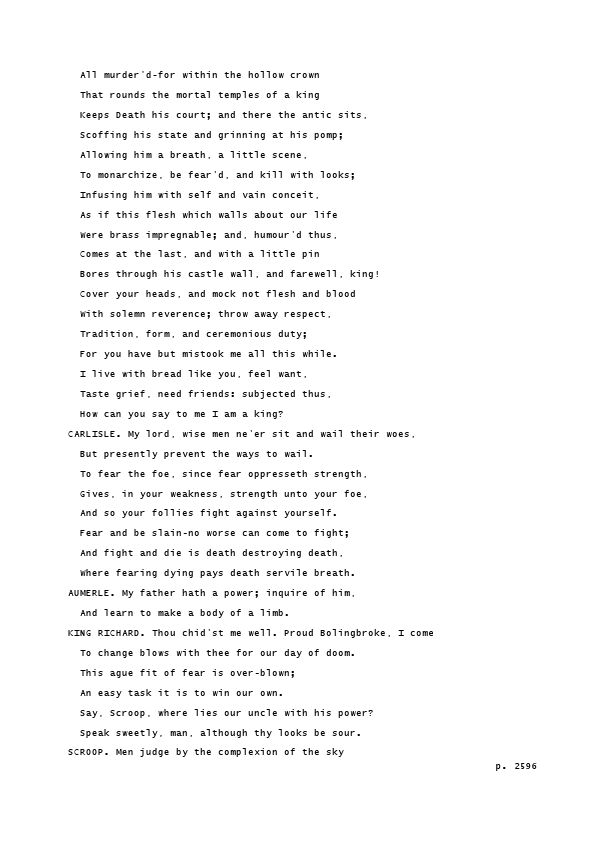 All murder'd-for within the hollow crown
That rounds the mortal temples of a king
Keeps Death his court; and there the antic sits,
Scoffing his state and grinning at his pomp;
Allowing him a breath, a little scene,
To monarchize, be fear'd, and kill with looks;
Infusing him with self and vain conceit,
As if this flesh which walls about our life
Were brass impregnable; and, humour'd thus,
Comes at the last, and with a little pin
Bores through his castle wall, and farewell, king!
Cover your heads, and mock not flesh and blood
With solemn reverence; throw away respect,
Tradition, form, and ceremonious duty;
For you have but mistook me all this while.
I live with bread like you, feel want,
Taste grief, need friends: subjected thus,
How can you say to me I am a king?
CARLISLE. My lord, wise men ne'er sit and wail their woes,
But presently prevent the ways to wail.
To fear the foe, since fear oppresseth strength,
Gives, in your weakness, strength unto your foe,
And so your follies fight against yourself.
Fear and be slain-no worse can come to fight;
And fight and die is death destroying death,
Where fearing dying pays death servile breath.
AUMERLE. My father hath a power; inquire of him,
And learn to make a body of a limb.
KING RICHARD. Thou chid'st me well. Proud Bolingbroke, I come
To change blows with thee for our day of doom.
This ague fit of fear is over-blown;
An easy task it is to win our own.
Say, Scroop, where lies our uncle with his power?
Speak sweetly, man, although thy looks be sour.
SCROOP. Men judge by the complexion of the sky
p. 2596